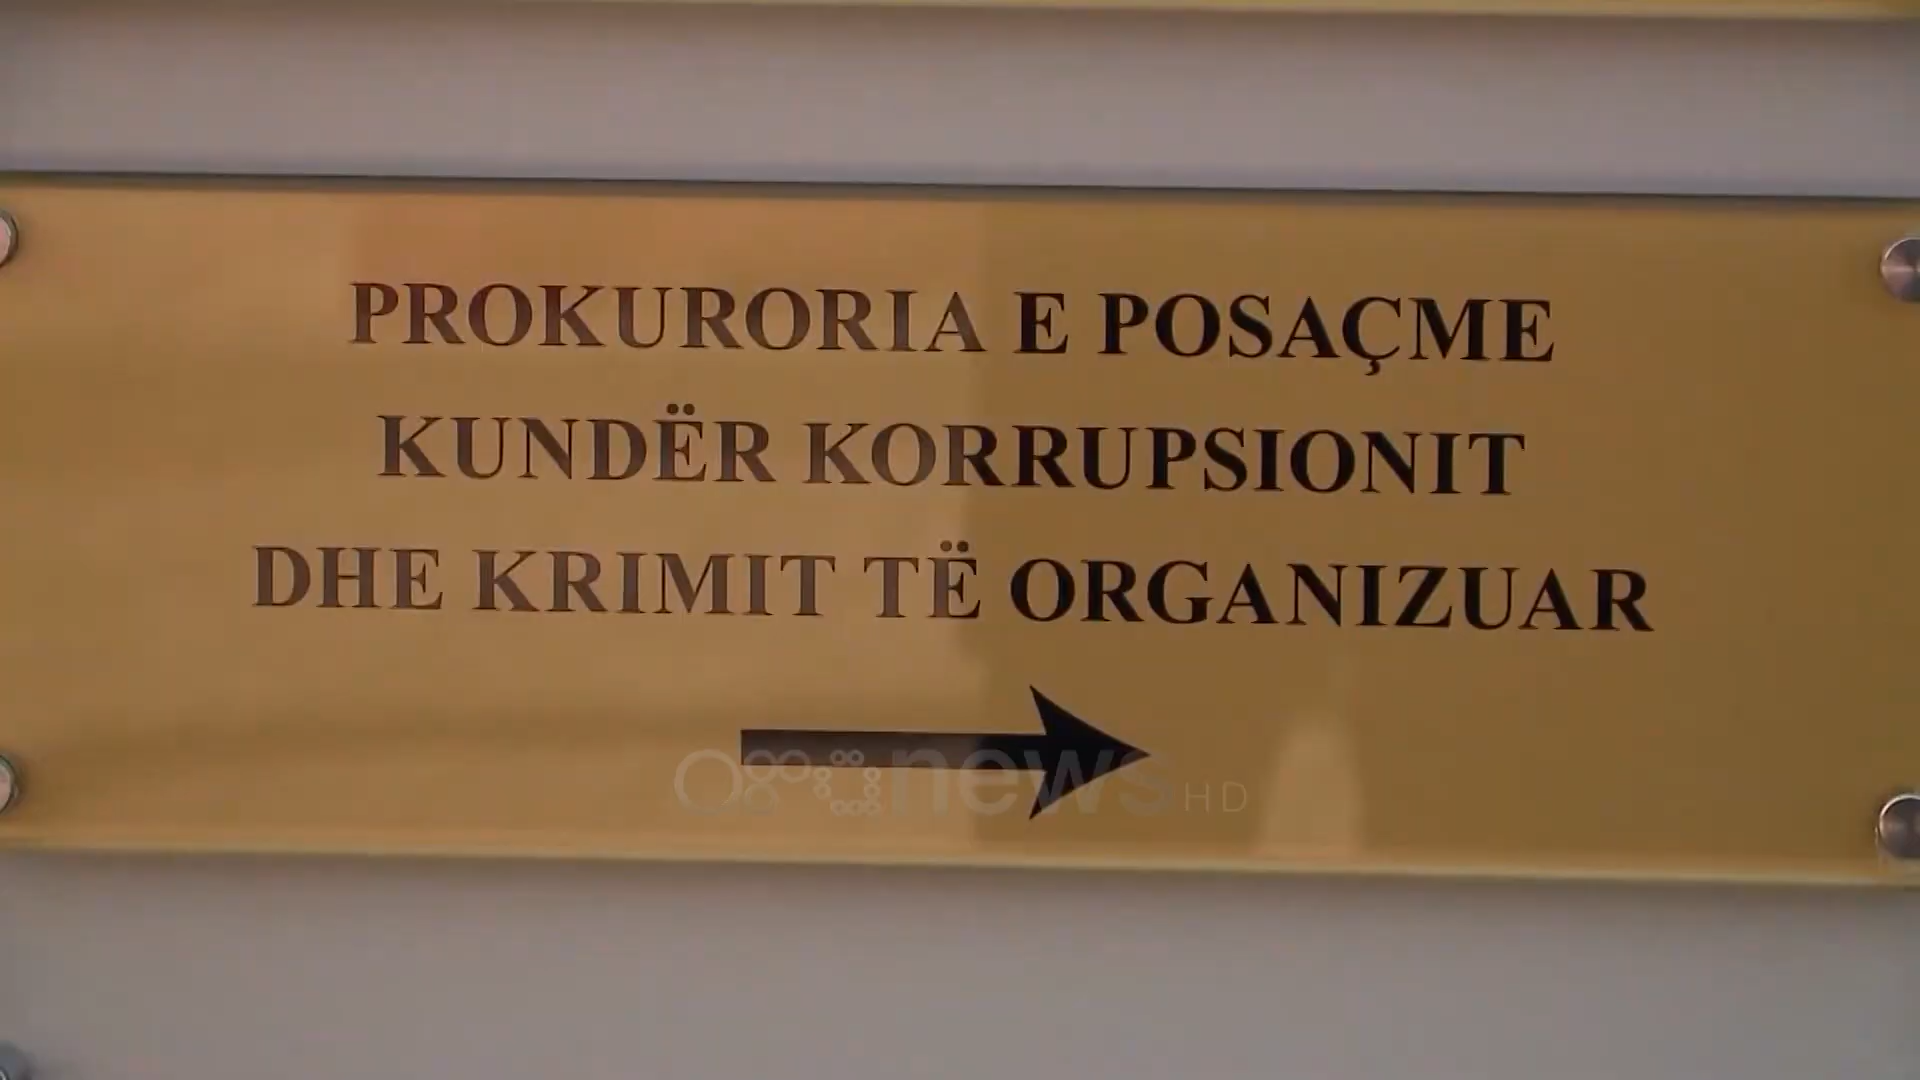 PROKURORIA E POSAÇME
KUNDËR KORRUPSIONIT
DHE KRIMIT TË ORGANIZUAR
news HD